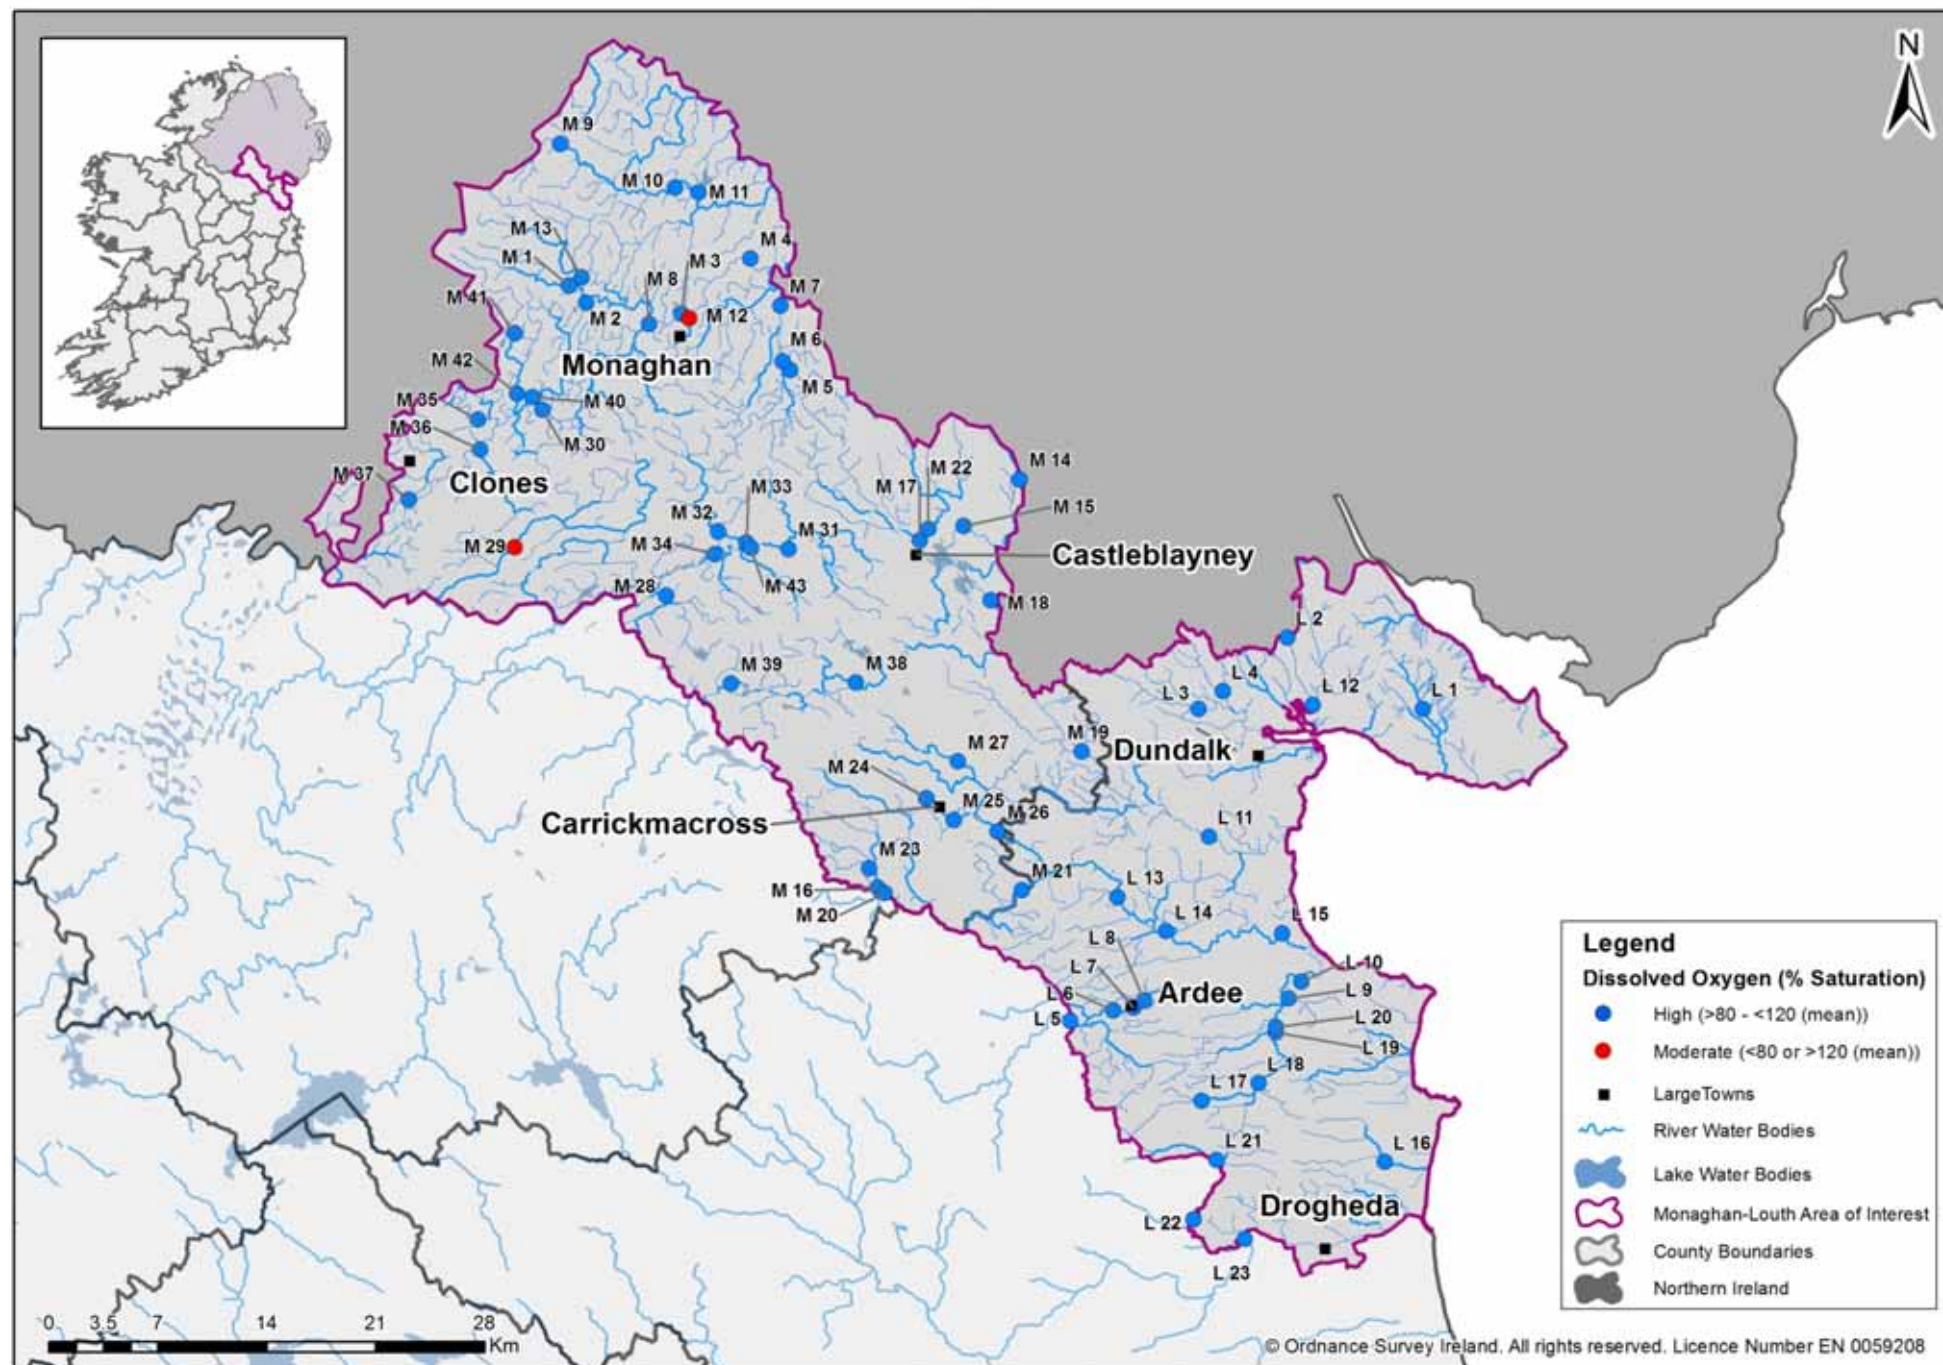 N
M 9
M 10
M 11
M 13
M 4
M 1
M 3
M 8
M 41
M 7
M 2
M 12
M 6
Monaghan
M 42
M 5
M 35
M 40
M 36
M 30
M 22
M 14
M 37
Clones
M 33
M 17
M 15
M 32
M 31
M 29
M 34
Castleblayney
M 28
M 43
M 18
L 2
M 39
M 38
L 4
L 3
L 12
L 1
M 19
M 27
Dundalk
M 24
M 25
Carrickmacross
M 26
L 11
M 23
M 16
M 21
L 13
M 20
L 14
L 15
L 8
L 7
L 10
L 6
Ardee
L 9
L 5
L 20
L 19
L 18
L 17
L 21
L 16
Drogheda
L 22
L 23
Legend
Dissolved Oxygen (% Saturation)
High (>80 - <120 (mean))
Moderate (<80 or >120 (mean))
LargeTowns
River Water Bodies
Lake Water Bodies
Monaghan-Louth Area of Interest
County Boundaries
Northern Ireland
0 3.5 7 14 21 28
Km
© Ordnance Survey Ireland. All rights reserved. Licence Number EN 0059208